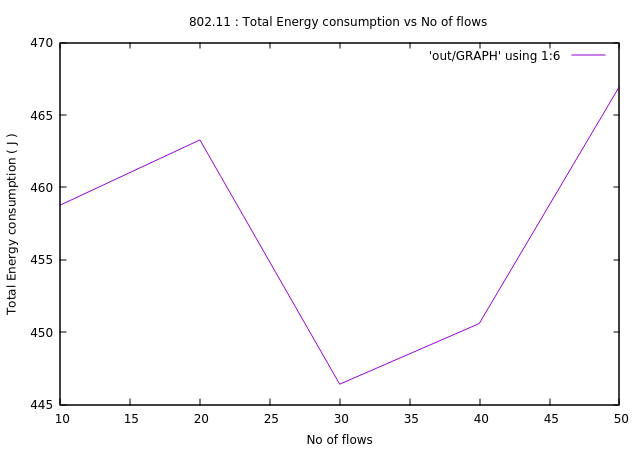 802.11 : Total Energy consumption vs No of flows
470
'out/GRAPH' using 1:6
465
460
455
450
445
Total Energy consumption ( J )
10 15 20 25 30 35 40 45 50
No of flows